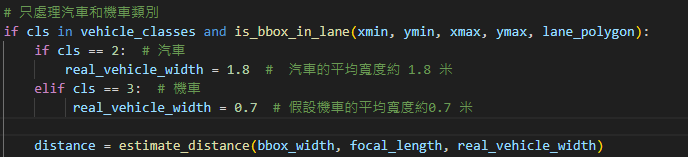 # 只處理汽車和機車類別
if cls in vehicle_classes and is_bbox_in_lane(xmin, ymin, xmax, ymax, lane_polygon):
    if cls == 2:  # 汽車
        real_vehicle_width = 1.8  #  汽車的平均寬度約 1.8 米
    elif cls == 3:  # 機車
         real_vehicle_width = 0.7  # 假設機車的平均寬度約0.7 米
    distance = estimate_distance(bbox_width, focal_length, real_vehicle_width)